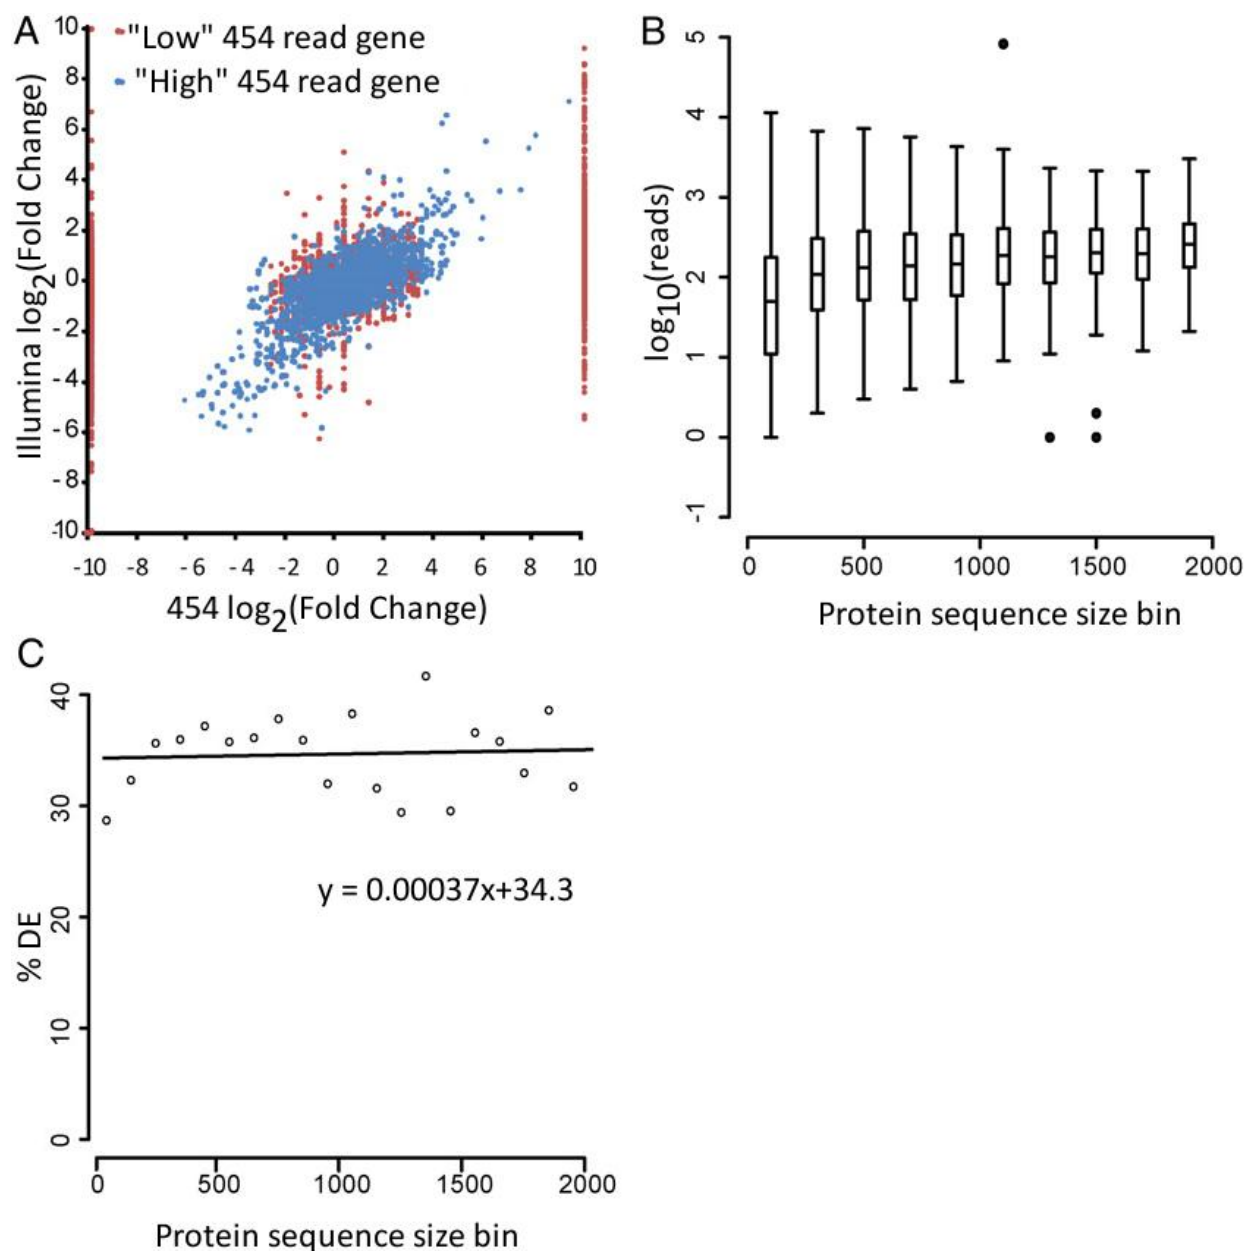 A
"Low" 454 read gene
"High" 454 read gene
Illumina log2(Fold Change)
10
8
6
4
2
0
-2
-4
-6
-8
-10
-10 -8 -6 -4 -2 0 2 4 6 8 10
454 log2(Fold Change)
B
log10(reads)
5
4
3
2
1
0
-1
0 500 1000 1500 2000
Protein sequence size bin
C
% DE
40
30
20
10
0
y = 0.00037x+34.3
0 500 1000 1500 2000
Protein sequence size bin